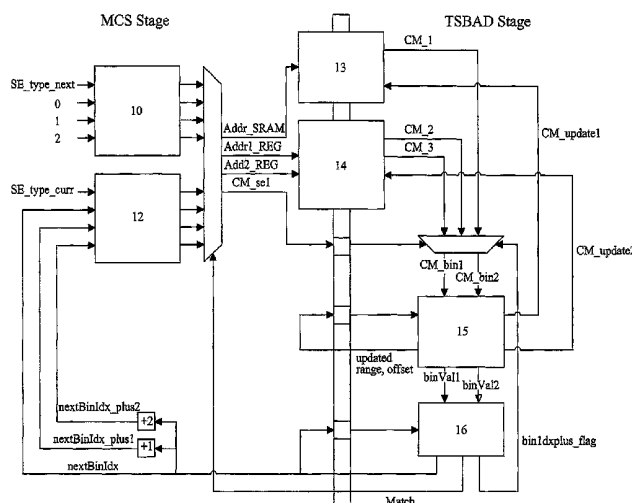 MCS Stage
TSBAD Stage
SE_type_next
0
1
2
10
SE_type_curr
12
Addr_SRAM
Addr1_REG
Add2_REG
CM_sel
13
14
CM_1
CM_2
CM_3
CM_update1
CM_update2
CM_bin1
CM_bin2
15
updated
range, offset
binVal1
binVal2
16
bin1dxplus_flag
nextBinIdx_plus2
+2
nextBinIdx_plus1
+1
nextBinIdx
Match